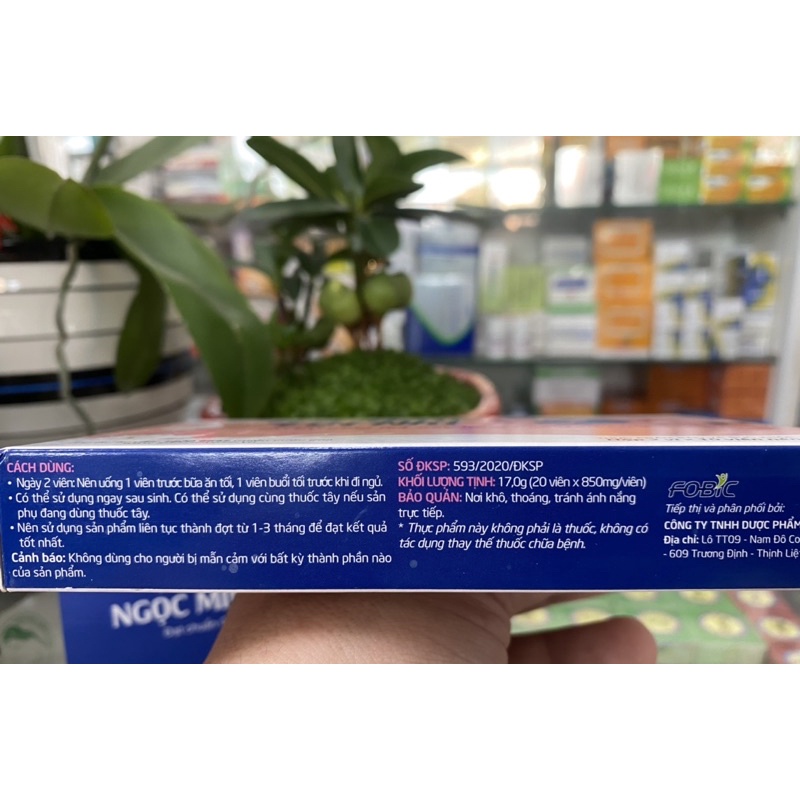 CÁCH DÙNG:
• Ngày 2 viên: Nên uống 1 viên trước bữa ăn tối, 1 viên buổi tối trước khi đi ngủ.
• Có thể sử dụng ngay sau sinh. Có thể sử dụng cùng thuốc tây nếu sản
phụ đang dùng thuốc tây.
• Nên sử dụng sản phẩm liên tục thành đợt từ 1-3 tháng để đạt kết quả
tốt nhất.
Cảnh báo: Không dùng cho người bị mẫn cảm với bất kỳ thành phần nào
của sản phẩm.
SỐ ĐKSP: 593/2020/ĐKSP
KHỐI LƯỢNG TỊNH: 17,0g (20 viên x 850mg/viên)
BẢO QUẢN: Nơi khô, thoáng, tránh ánh nắng
trực tiếp.
* Thực phẩm này không phải là thuốc, không có
tác dụng thay thế thuốc chữa bệnh.
FOBIC
Tiếp thị và phân phối bởi:
CÔNG TY TNHH DƯỢC PHẨM
Địa chỉ: Lô TT09 - Nam Đô Co
- 609 Trương Định - Thịnh Liệ
NGỌC MI